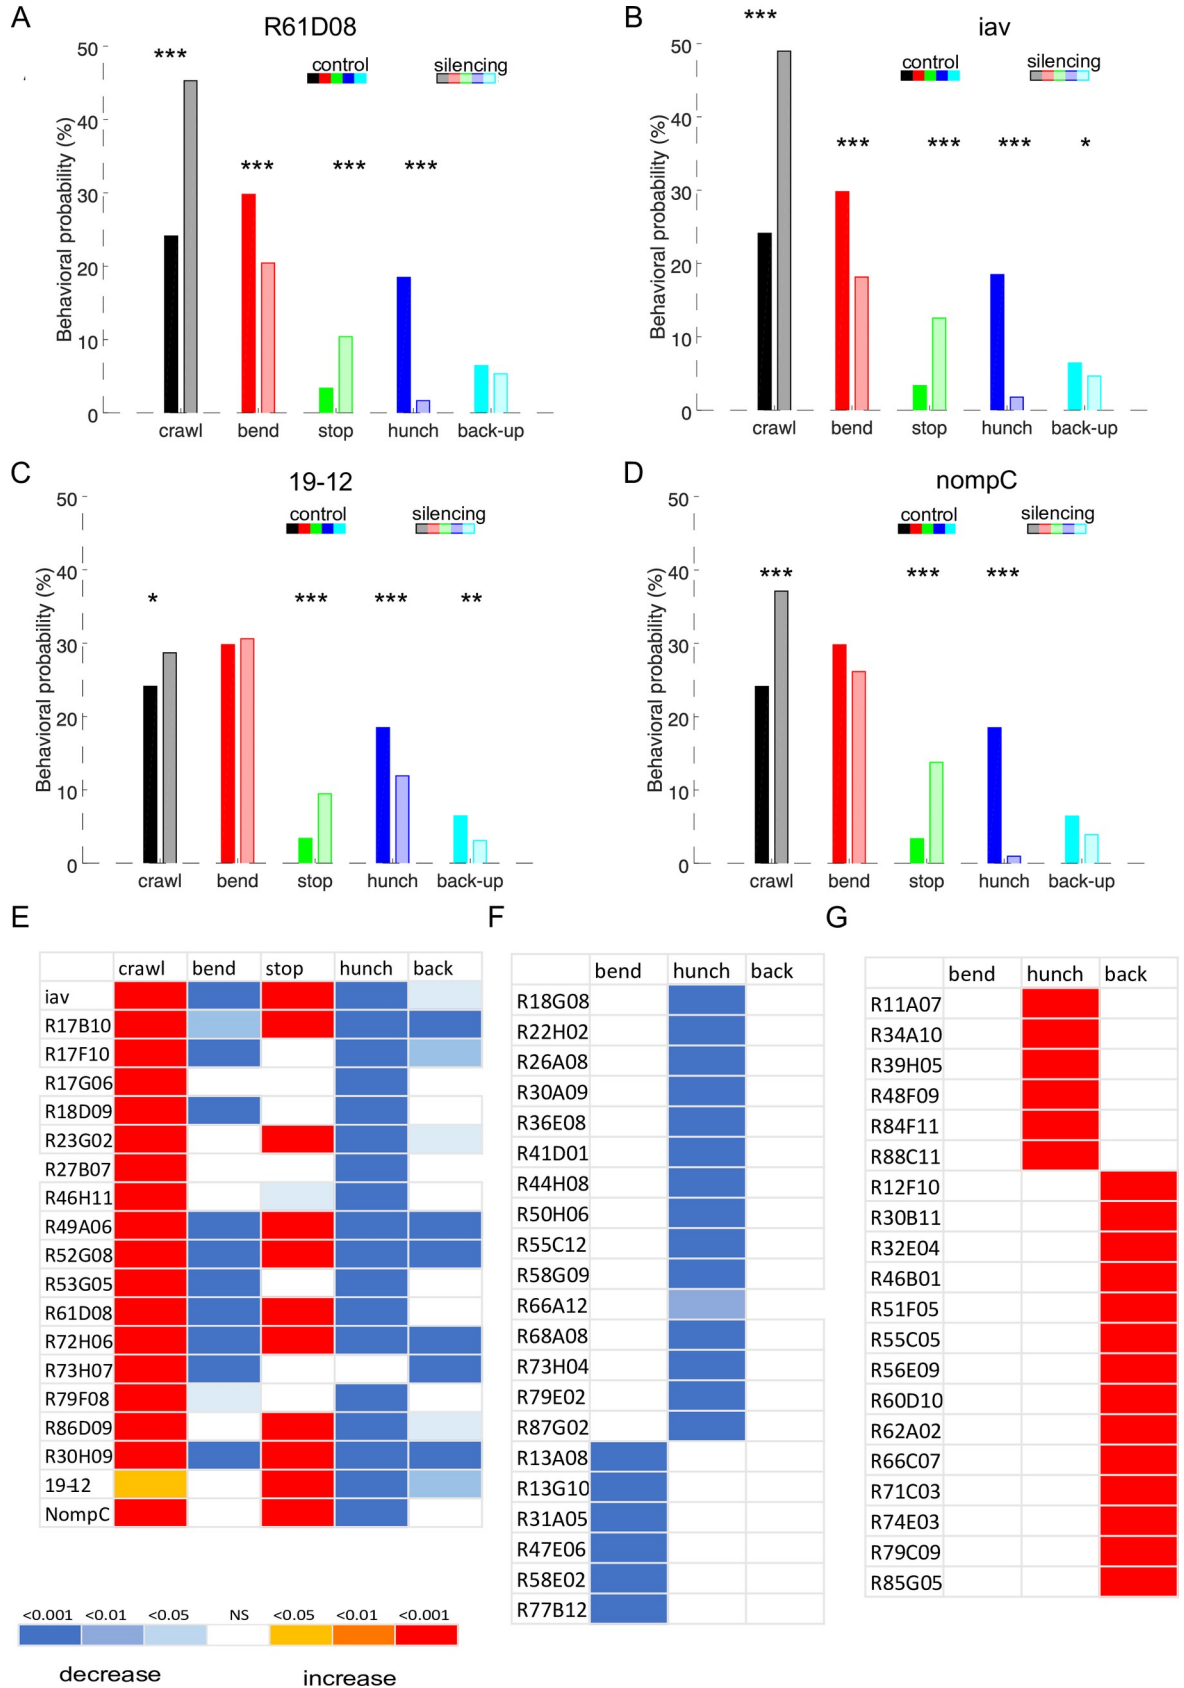 A
R61D08
***
control
silencing
***
***
***
Behavioral probability (%)
50
40
30
20
10
0
crawl bend stop hunch back-up
B
iav
***
control
silencing
***
***
***
*
Behavioral probability (%)
50
40
30
20
10
0
crawl bend stop hunch back-up
C
19-12
control
silencing
*
***
***
**
Behavioral probability (%)
50
40
30
20
10
0
crawl bend stop hunch back-up
D
nompC
control
silencing
***
***
***
Behavioral probability (%)
50
40
30
20
10
0
crawl bend stop hunch back-up
E
crawl bend stop hunch back
iav
R17B10
R17F10
R17G06
R18D09
R23G02
R27B07
R46H11
R49A06
R52G08
R53G05
R61D08
R72H06
R73H07
R79F08
R86D09
R30H09
19-12
NompC
<0.001 <0.01 <0.05 NS <0.05 <0.01 <0.001
decrease increase
F
bend hunch back
R18G08
R22H02
R26A08
R30A09
R36E08
R41D01
R44H08
R50H06
R55C12
R58G09
R66A12
R68A08
R73H04
R79E02
R87G02
R13A08
R13G10
R31A05
R47E06
R58E02
R77B12
G
bend hunch back
R11A07
R34A10
R39H05
R48F09
R84F11
R88C11
R12F10
R30B11
R32E04
R46B01
R51F05
R55C05
R56E09
R60D10
R62A02
R66C07
R71C03
R74E03
R79C09
R85G05